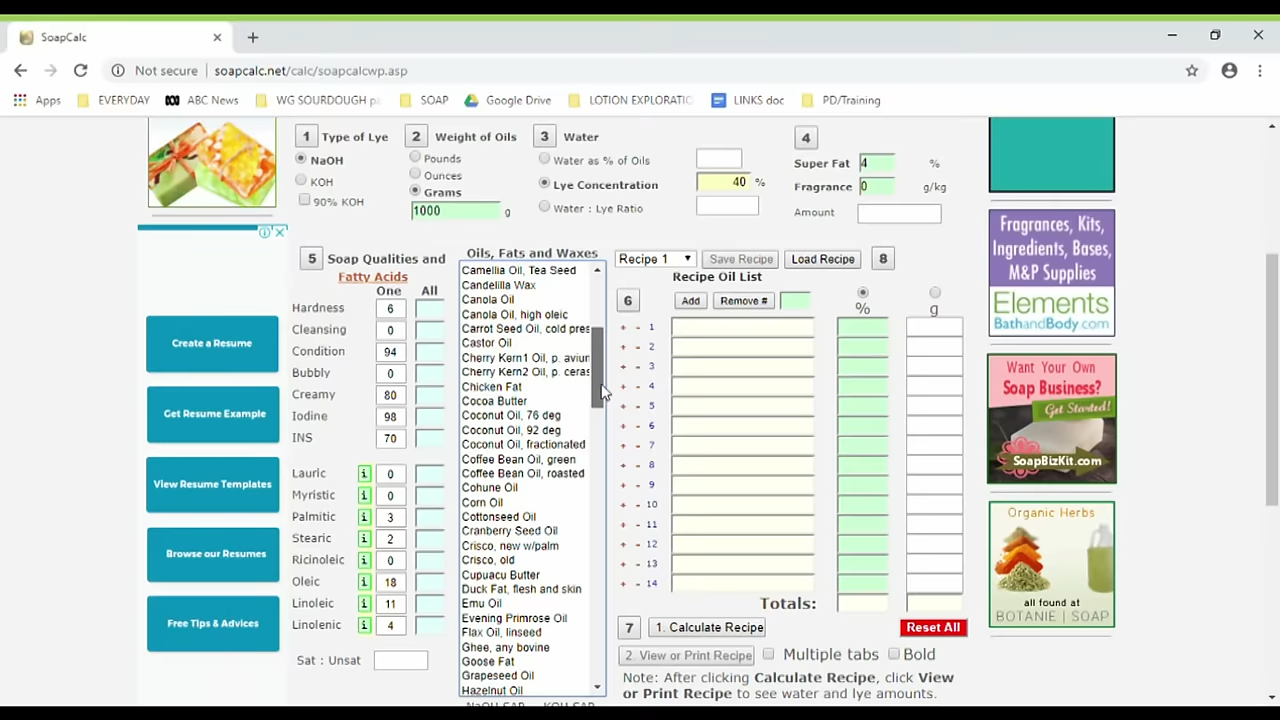 SoapCalc
Not secure
soapcalc.net/calc/soapcalcwp.asp
Apps
EVERYDAY
ABC News
WG SOURDOUGH pa
SOAP
Google Drive
LOTION EXPLORATIO
LINKS doc
PD/Training
1 Type of Lye
NaOH
KOH
90% KOH
2 Weight of Oils
Pounds
Ounces
Grams
1000 g
3 Water
Water as % of Oils
Lye Concentration 40 %
Water : Lye Ratio
4
Super Fat 4 %
Fragrance 0 g/kg
Amount
Create a Resume
Get Resume Example
View Resume Templates
Browse our Resumes
Free Tips & Advices
5 Soap Qualities and
Fatty Acids
One All
Hardness 6
Cleansing 0
Condition 94
Bubbly 0
Creamy 80
Iodine 98
INS 70
Lauric i 0
Myristic i 0
Palmitic i 3
Stearic i 2
Ricinoleic i 0
Oleic i 18
Linoleic i 11
Linolenic i 4
Sat : Unsat
Oils, Fats and Waxes
Camellia Oil, Tea Seed
Candelilla Wax
Canola Oil
Canola Oil, high oleic
Carrot Seed Oil, cold pres
Castor Oil
Cherry Kern1 Oil, p. avium
Cherry Kern2 Oil, p. ceras
Chicken Fat
Cocoa Butter
Coconut Oil, 76 deg
Coconut Oil, 92 deg
Coconut Oil, fractionated
Coffee Bean Oil, green
Coffee Bean Oil, roasted
Cohune Oil
Corn Oil
Cottonseed Oil
Cranberry Seed Oil
Crisco, new w/palm
Crisco, old
Cupuacu Butter
Duck Fat, flesh and skin
Emu Oil
Evening Primrose Oil
Flax Oil, linseed
Ghee, any bovine
Goose Fat
Grapeseed Oil
Hazelnut Oil
Recipe 1
Save Recipe
Load Recipe
8
Recipe Oil List
6
Add
Remove #
%
g
+ - 1
+ - 2
+ - 3
+ - 4
+ - 5
+ - 6
+ - 7
+ - 8
+ - 9
+ - 10
+ - 11
+ - 12
+ - 13
+ - 14
Totals:
7
1. Calculate Recipe
Reset All
2. View or Print Recipe
Multiple tabs
Bold
Note: After clicking Calculate Recipe, click View
or Print Recipe to see water and lye amounts.
Fragrances, Kits,
Ingredients, Bases,
M&P Supplies
Elements
BathandBody.com
Want Your Own
Soap Business?
Get Started!
SoapBizKit.com
Organic Herbs
all found at
BOTANIE | SOAP